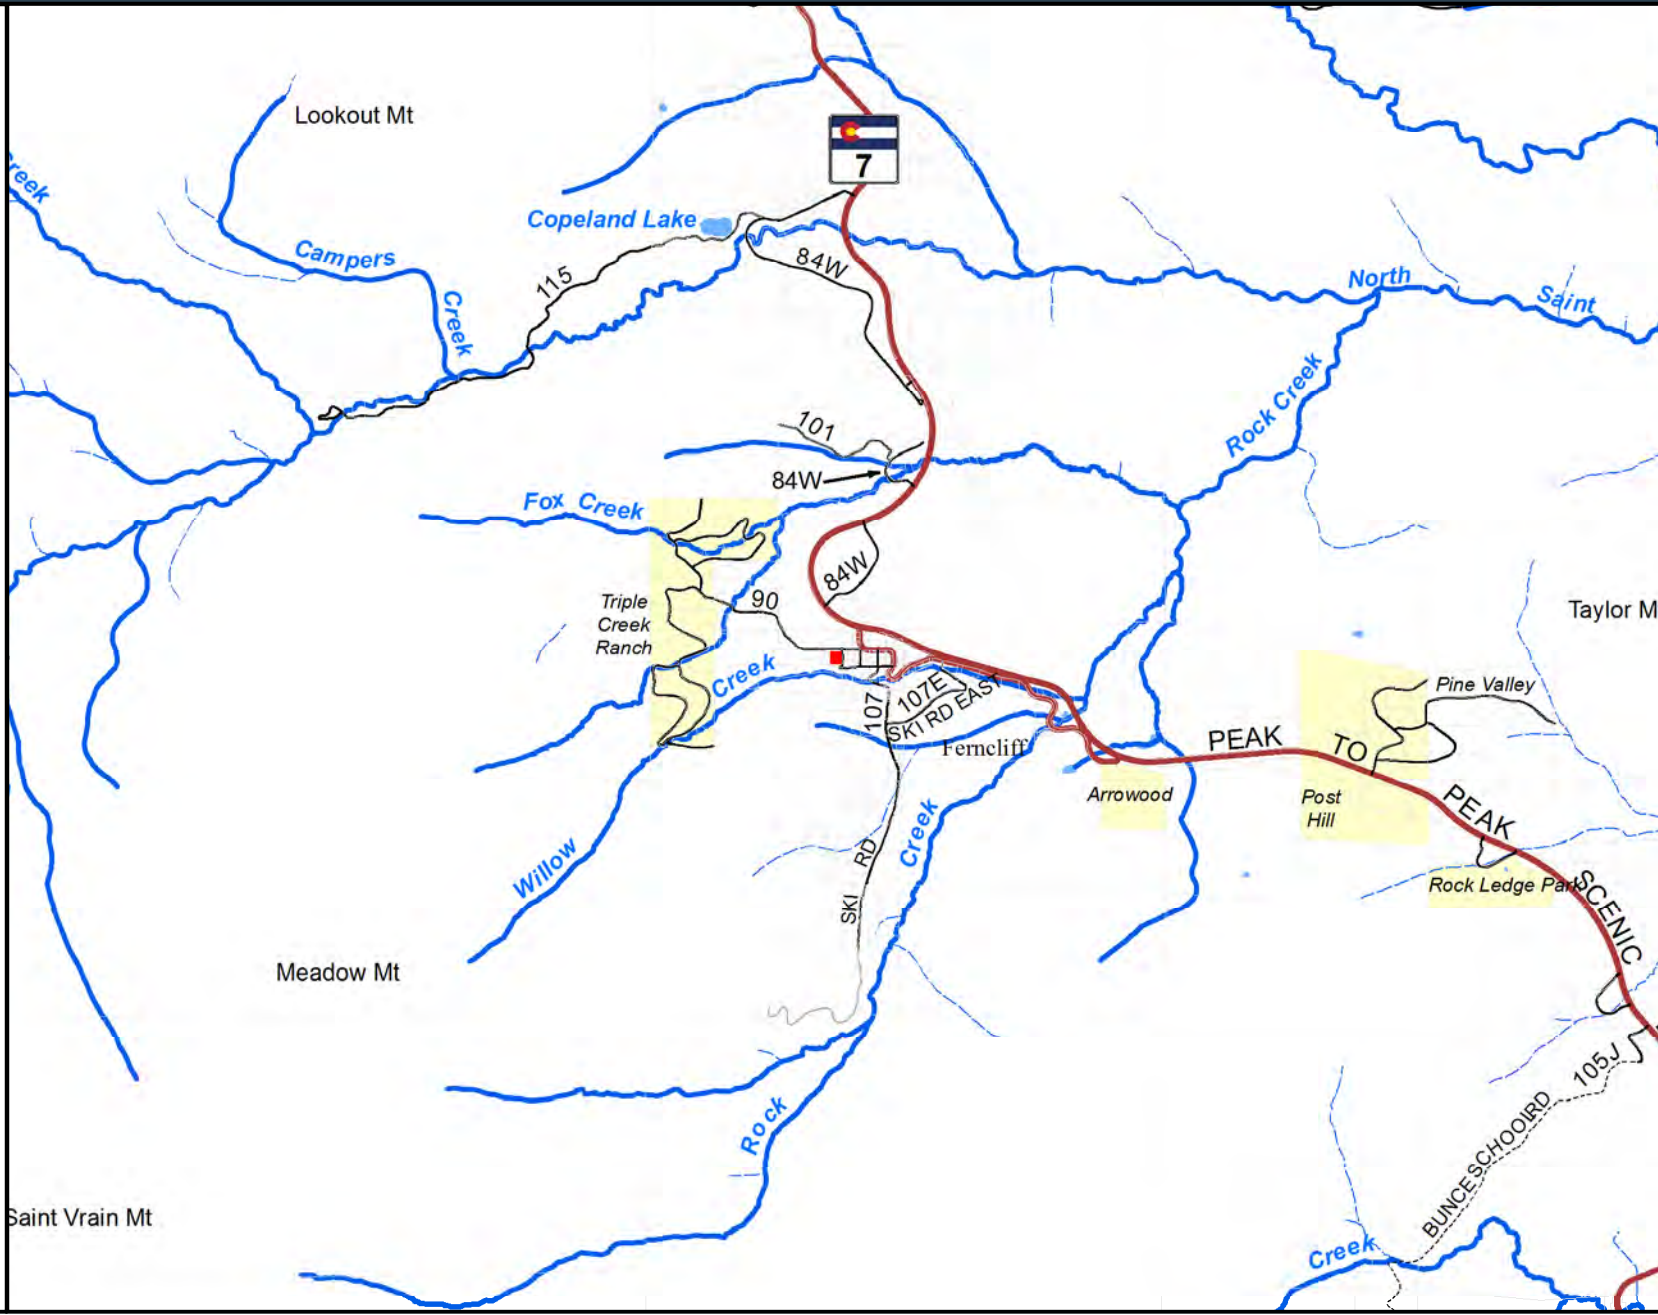 Lookout Mt
reek
7
Copeland Lake
Campers
Creek
115
84W
North
Saint
Rock Creek
101
84W
Fox Creek
84W
Triple
Creek
Ranch
90
Taylor M
Creek
107
107E
SKI RD EAST
Ferncliff
Pine Valley
PEAK
TO
Arrowood
Post
Hill
PEAK
Rock Ledge Park
SCENIC
Willow
Creek
SKI RD
Meadow Mt
105J
BUNCE SCHOOL RD
Rock
Saint Vrain Mt
Creek